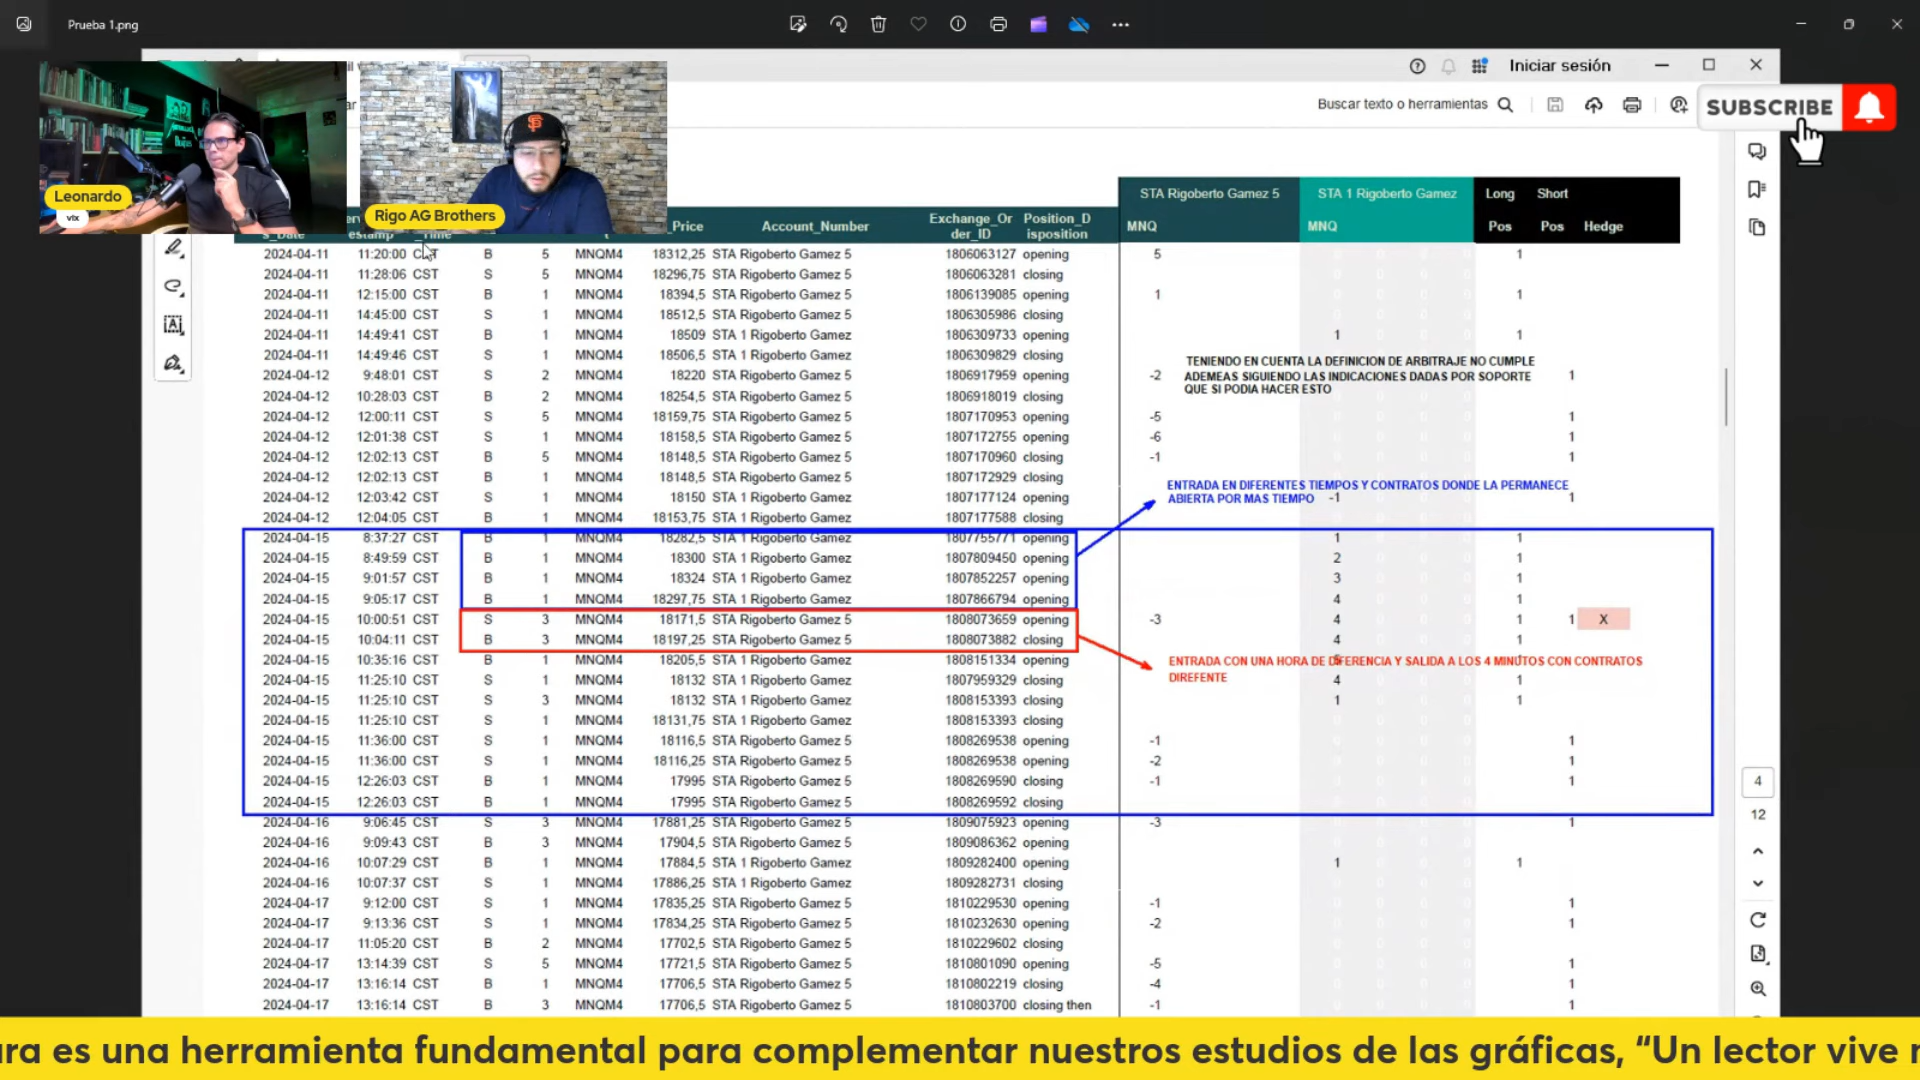 Prueba 1.png
Iniciar sesión
Buscar texto o herramientas
SUBSCRIBE
Leonardo
vix
Rigo AG Brothers
STA Rigoberto Gamez 5 STA 1 Rigoberto Gamez Long Short
_Price Account_Number Exchange_Or Position_D MNQ MNQ Pos Pos Hedge
s_Date estamp _Time der_ID isposition
2024-04-11 11:20:00 CST B 5 MNQM4 18312,25 STA Rigoberto Gamez 5 1806063127 opening 5 1
2024-04-11 11:28:06 CST S 5 MNQM4 18296,75 STA Rigoberto Gamez 5 1806063281 closing
2024-04-11 12:15:00 CST B 1 MNQM4 18394,5 STA Rigoberto Gamez 5 1806139085 opening 1 1
2024-04-11 14:45:00 CST S 1 MNQM4 18512,5 STA Rigoberto Gamez 5 1806305986 closing
2024-04-11 14:49:41 CST B 1 MNQM4 18509 STA 1 Rigoberto Gamez 1806309733 opening 1 1
2024-04-11 14:49:46 CST S 1 MNQM4 18506,5 STA 1 Rigoberto Gamez 1806309829 closing
TENIENDO EN CUENTA LA DEFINICION DE ARBITRAJE NO CUMPLE
2024-04-12 9:48:01 CST S 2 MNQM4 18220 STA Rigoberto Gamez 5 1806917959 opening -2 ADEMEAS SIGUIENDO LAS INDICACIONES DADAS POR SOPORTE 1
QUE SI PODIA HACER ESTO
2024-04-12 10:28:03 CST B 2 MNQM4 18254,5 STA Rigoberto Gamez 5 1806918019 closing
2024-04-12 12:00:11 CST S 5 MNQM4 18159,75 STA Rigoberto Gamez 5 1807170953 opening -5 1
2024-04-12 12:01:38 CST S 1 MNQM4 18158,5 STA Rigoberto Gamez 5 1807172755 opening -6 1
2024-04-12 12:02:13 CST B 5 MNQM4 18148,5 STA Rigoberto Gamez 5 1807170960 closing -1 1
2024-04-12 12:02:13 CST B 1 MNQM4 18148,5 STA Rigoberto Gamez 5 1807172929 closing
ENTRADA EN DIFERENTES TIEMPOS Y CONTRATOS DONDE LA PERMANECE
2024-04-12 12:03:42 CST S 1 MNQM4 18150 STA 1 Rigoberto Gamez 1807177124 opening ABIERTA POR MAS TIEMPO -1 1
2024-04-12 12:04:05 CST B 1 MNQM4 18153,75 STA 1 Rigoberto Gamez 1807177588 closing
2024-04-15 8:37:27 CST B 1 MNQM4 18282,5 STA 1 Rigoberto Gamez 1807755771 opening 1 1
2024-04-15 8:49:59 CST B 1 MNQM4 18300 STA 1 Rigoberto Gamez 1807809450 opening 2 1
2024-04-15 9:01:57 CST B 1 MNQM4 18324 STA 1 Rigoberto Gamez 1807852257 opening 3 1
2024-04-15 9:05:17 CST B 1 MNQM4 18297,75 STA 1 Rigoberto Gamez 1807866794 opening 4 1
2024-04-15 10:00:51 CST S 3 MNQM4 18171,5 STA Rigoberto Gamez 5 1808073659 opening -3 4 1 1 X
2024-04-15 10:04:11 CST B 3 MNQM4 18197,25 STA Rigoberto Gamez 5 1808073882 closing 4 1
2024-04-15 10:35:16 CST B 1 MNQM4 18205,5 STA 1 Rigoberto Gamez 1808151334 opening ENTRADA CON UNA HORA DE DIFERENCIA Y SALIDA A LOS 4 MINUTOS CON CONTRATOS
DIREFENTE
2024-04-15 11:25:10 CST S 1 MNQM4 18132 STA 1 Rigoberto Gamez 1807959329 closing 4 1
2024-04-15 11:25:10 CST S 3 MNQM4 18132 STA 1 Rigoberto Gamez 1808153393 closing 1 1
2024-04-15 11:25:10 CST S 1 MNQM4 18131,75 STA 1 Rigoberto Gamez 1808153393 closing
2024-04-15 11:36:00 CST S 1 MNQM4 18116,5 STA Rigoberto Gamez 5 1808269538 opening -1 1
2024-04-15 11:36:00 CST S 1 MNQM4 18116,25 STA Rigoberto Gamez 5 1808269538 opening -2 1
2024-04-15 12:26:03 CST B 1 MNQM4 17995 STA Rigoberto Gamez 5 1808269590 closing -1 1
2024-04-15 12:26:03 CST B 1 MNQM4 17995 STA Rigoberto Gamez 5 1808269592 closing
2024-04-16 9:06:45 CST S 3 MNQM4 17881,25 STA Rigoberto Gamez 5 1809075923 opening -3 1
2024-04-16 9:09:43 CST B 3 MNQM4 17904,5 STA Rigoberto Gamez 5 1809086362 opening
2024-04-16 10:07:29 CST B 1 MNQM4 17884,5 STA 1 Rigoberto Gamez 1809282400 opening 1 1
2024-04-16 10:07:37 CST S 1 MNQM4 17886,25 STA 1 Rigoberto Gamez 1809282731 closing
2024-04-17 9:12:00 CST S 1 MNQM4 17835,25 STA Rigoberto Gamez 5 1810229530 opening -1 1
2024-04-17 9:13:36 CST S 1 MNQM4 17834,25 STA Rigoberto Gamez 5 1810232630 opening -2 1
2024-04-17 11:05:20 CST B 2 MNQM4 17702,5 STA Rigoberto Gamez 5 1810229602 closing
2024-04-17 13:14:39 CST S 5 MNQM4 17721,5 STA Rigoberto Gamez 5 1810801090 opening -5 1
2024-04-17 13:16:14 CST B 1 MNQM4 17706,5 STA Rigoberto Gamez 5 1810802219 closing -4 1
2024-04-17 13:16:14 CST B 3 MNQM4 17706,5 STA Rigoberto Gamez 5 1810803700 closing then -1 1
4
12
ura es una herramienta fundamental para complementar nuestros estudios de las gráficas, “Un lector vive